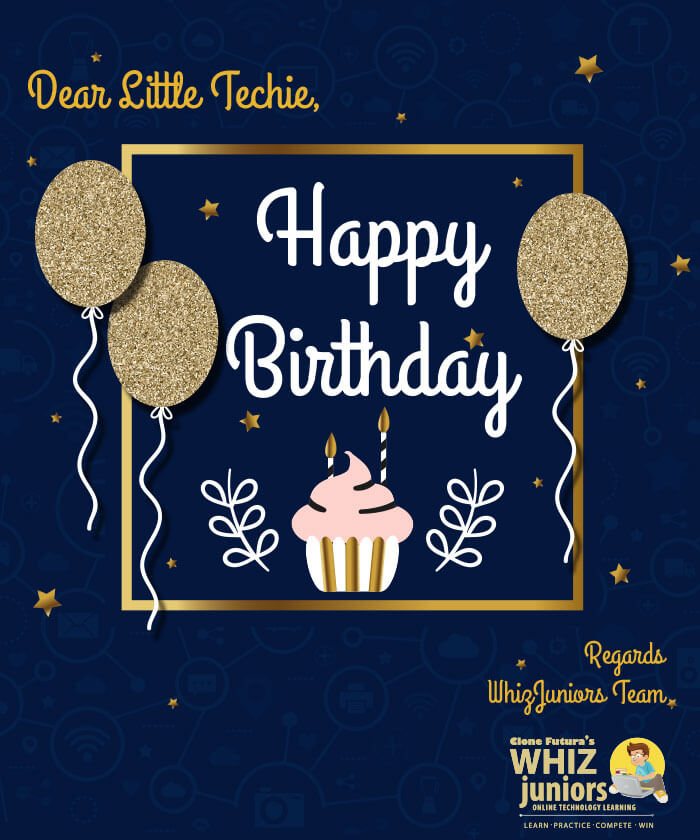 Dear Little Techie,
Happy
Birthday
Regards
WhizJuniors Team
Clone Futura's
WHIZ
juniors
ONLINE TECHNOLOGY LEARNING
LEARN · PRACTICE · COMPETE · WIN